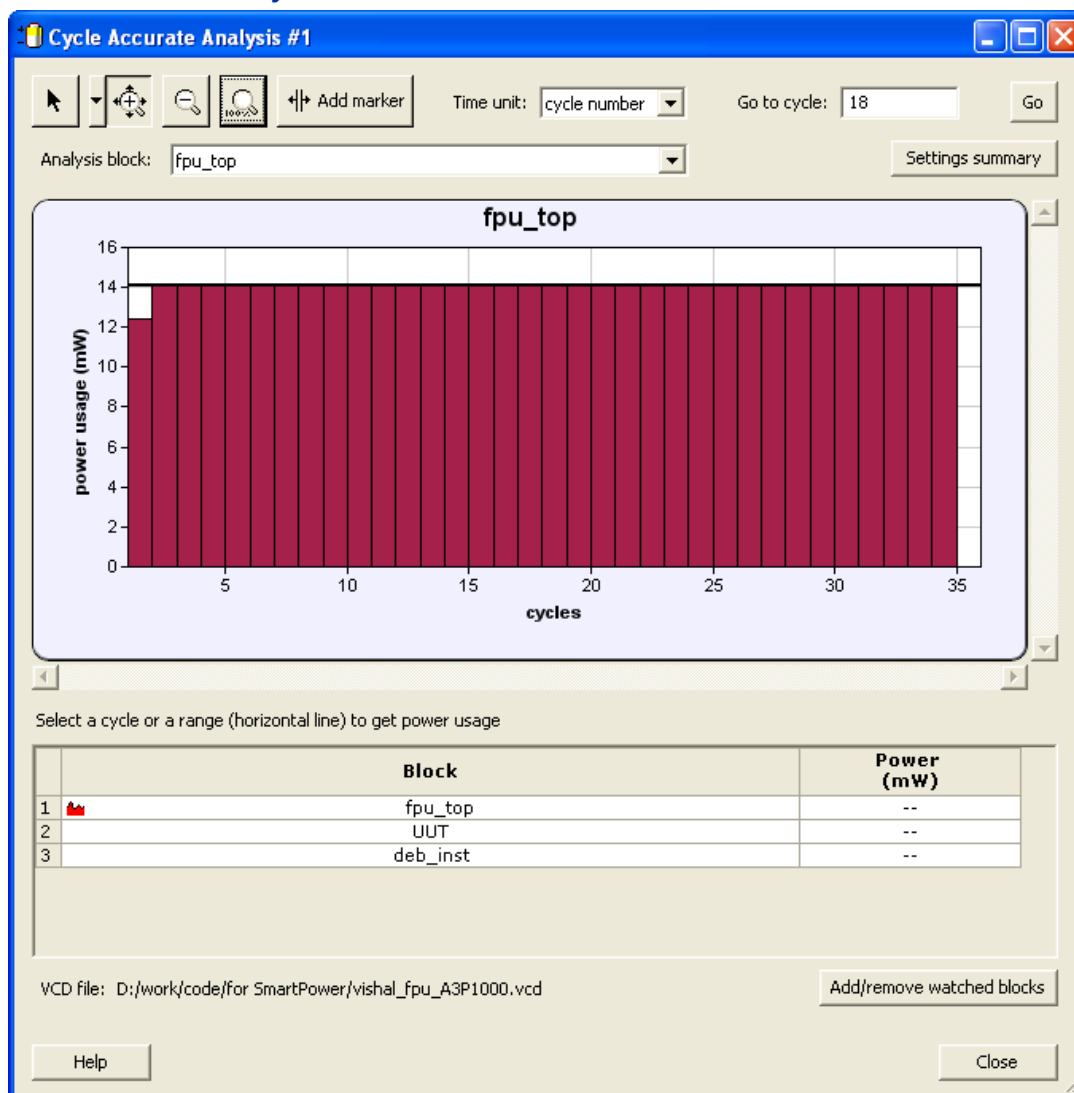 Cycle Accurate Analysis #1
100% Add marker Time unit: cycle number Go to cycle: 18 Go
Analysis block: fpu_top Settings summary
fpu_top
16
14
12
10
8
6
4
2
0
power usage (mW)
5 10 15 20 25 30 35
cycles
Select a cycle or a range (horizontal line) to get power usage
Block Power (mW)
1 fpu_top --
2 UUT --
3 deb_inst --
VCD file: D:/work/code/for SmartPower/vishal_fpu_A3P1000.vcd Add/remove watched blocks
Help Close